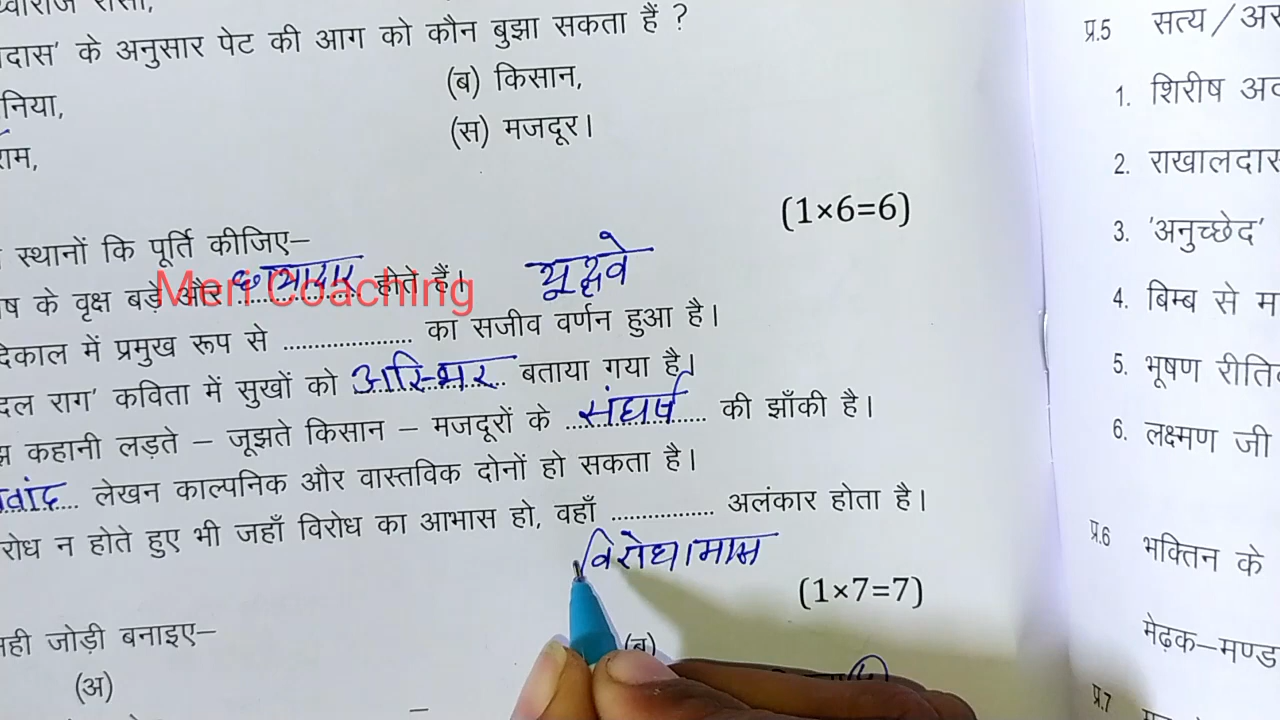 दास' के अनुसार पेट की आग को कौन बुझा सकता हैं ?
निया,
(ब) किसान,
राम,
(स) मजदूर।
(1×6=6)
स्थानों कि पूर्ति कीजिए–
ष के वृक्ष बड़े और छायादार होते हैं।
Meri Coaching
दिकाल में प्रमुख रूप से .................... का सजीव वर्णन हुआ है।
दल राग' कविता में सुखों को अस्थिर बताया गया है।
कहानी लड़ते – जूझते किसान – मजदूरों के संघर्ष की झाँकी है।
लेखन काल्पनिक और वास्तविक दोनों हो सकता है।
रोध न होते हुए भी जहाँ विरोध का आभास हो, वहाँ ................ अलंकार होता है।
(1×7=7)
सही जोड़ी बनाइए–
(अ)
(ब)
प्र.5 सत्य /
1. शिरीष
2. राखालदास
3. 'अनुच्छेद'
4. बिम्ब से
5. भूषण
6. लक्ष्मण जी
प्र.6 भक्तिन के
मेढ़क–मण्ड
प्र.7